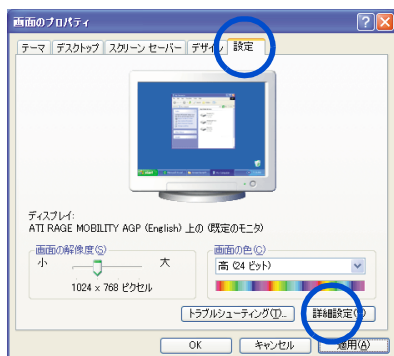 画面のプロパティ
テーマ デスクトップ スクリーン セーバー デザイン 設定
ディスプレイ:
ATI RAGE MOBILITY AGP (English) 上の (既定のモニタ)
画面の解像度(S) 画面の色(C)
小 大 高 (24 ビット)
1024 x 768 ピクセル
トラブルシューティング(T)... 詳細設定(V)
OK キャンセル 適用(A)